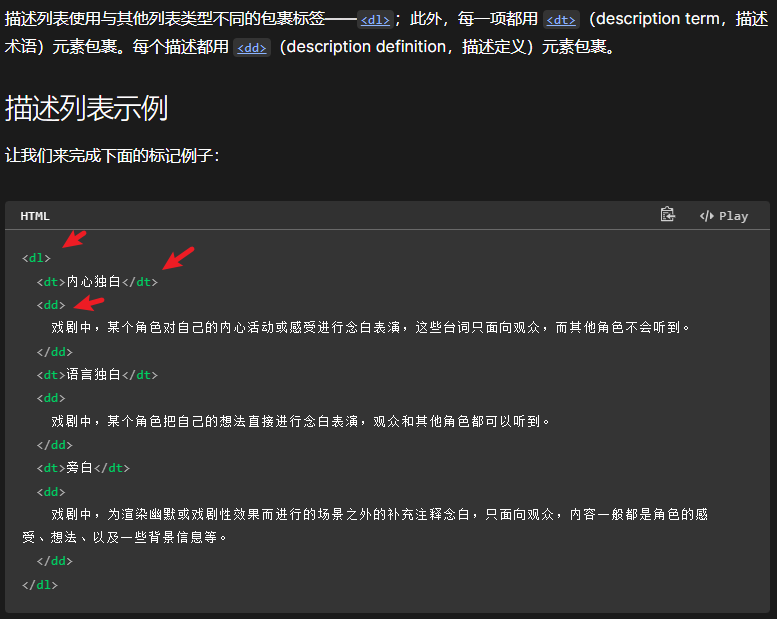 描述列表使用与其他列表类型不同的包裹标签——<dl>；此外，每一项都用 <dt>（description term，描述
术语）元素包裹。每个描述都用 <dd>（description definition，描述定义）元素包裹。
描述列表示例
让我们来完成下面的标记例子：
HTML
Play
<dl>
<dt>内心独白</dt>
<dd>
戏剧中，某个角色对自己的内心活动或感受进行念白表演，这些台词只面向观众，而其他角色不会听到。
</dd>
<dt>语言独白</dt>
<dd>
戏剧中，某个角色把自己的想法直接进行念白表演，观众和其他角色都可以听到。
</dd>
<dt>旁白</dt>
<dd>
戏剧中，为渲染幽默或戏剧性效果而进行的场景之外的补充注释念白，只面向观众，内容一般都是角色的感
受、想法、以及一些背景信息等。
</dd>
</dl>